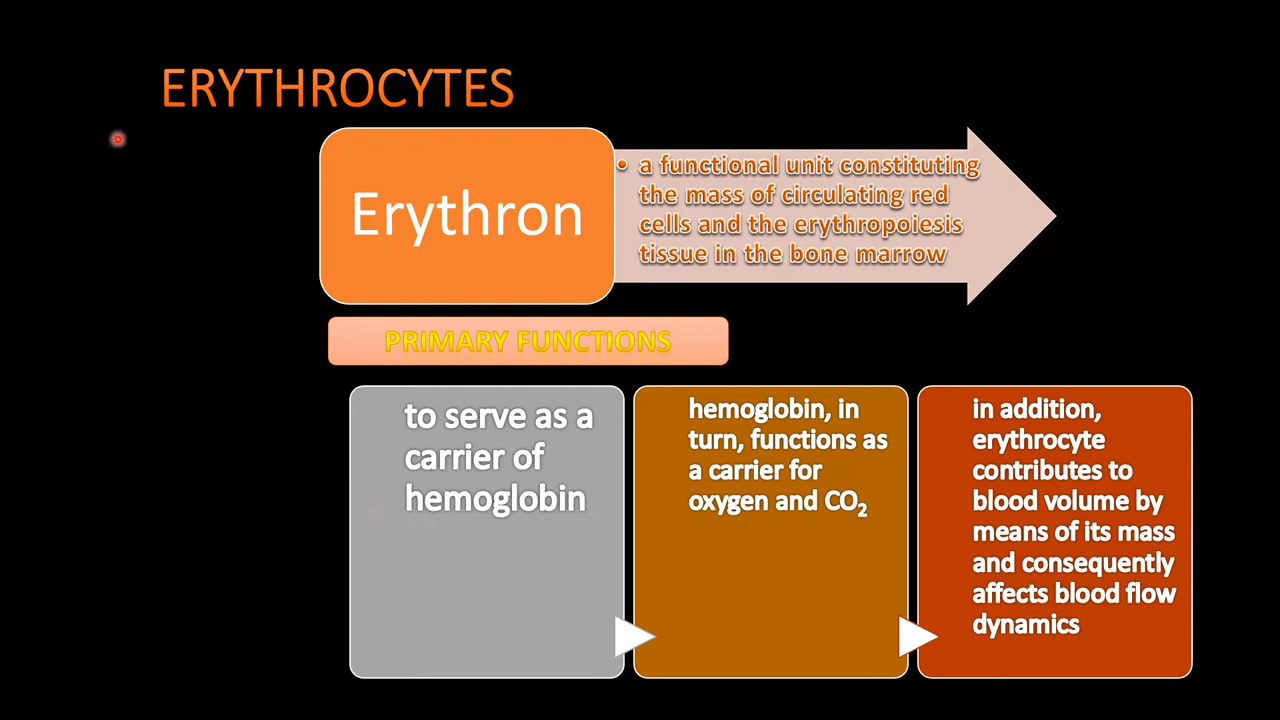 ERYTHROCYTES
Erythron
• a functional unit constituting
the mass of circulating red
cells and the erythropoiesis
tissue in the bone marrow
PRIMARY FUNCTIONS
to serve as a
carrier of
hemoglobin
hemoglobin, in
turn, functions as
a carrier for
oxygen and CO₂
in addition,
erythrocyte
contributes to
blood volume by
means of its mass
and consequently
affects blood flow
dynamics